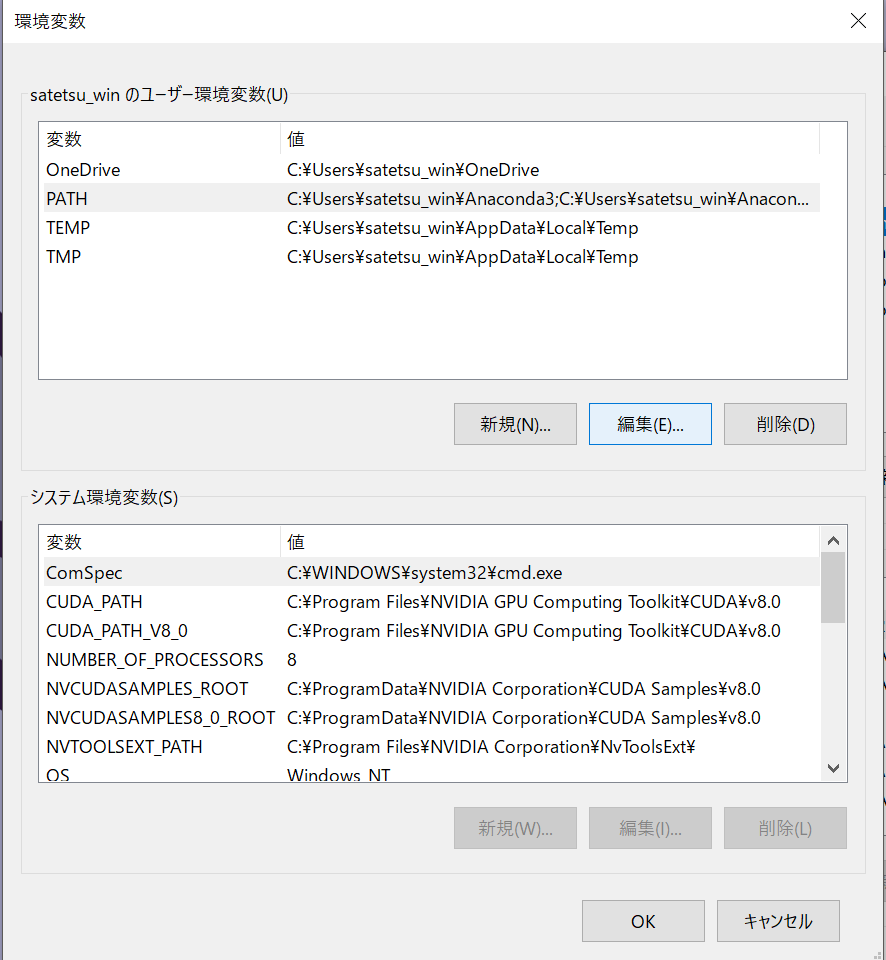 環境変数
satetsu_win のユーザー環境変数(U)
変数 値
OneDrive C:¥Users¥satetsu_win¥OneDrive
PATH C:¥Users¥satetsu_win¥Anaconda3;C:¥Users¥satetsu_win¥Anacon...
TEMP C:¥Users¥satetsu_win¥AppData¥Local¥Temp
TMP C:¥Users¥satetsu_win¥AppData¥Local¥Temp
新規(N)... 編集(E)... 削除(D)
システム環境変数(S)
変数 値
ComSpec C:¥WINDOWS¥system32¥cmd.exe
CUDA_PATH C:¥Program Files¥NVIDIA GPU Computing Toolkit¥CUDA¥v8.0
CUDA_PATH_V8_0 C:¥Program Files¥NVIDIA GPU Computing Toolkit¥CUDA¥v8.0
NUMBER_OF_PROCESSORS 8
NVCUDASAMPLES_ROOT C:¥ProgramData¥NVIDIA Corporation¥CUDA Samples¥v8.0
NVCUDASAMPLES8_0_ROOT C:¥ProgramData¥NVIDIA Corporation¥CUDA Samples¥v8.0
NVTOOLSEXT_PATH C:¥Program Files¥NVIDIA Corporation¥NvToolsExt¥
OS Windows_NT
新規(W)... 編集(I)... 削除(L)
OK キャンセル